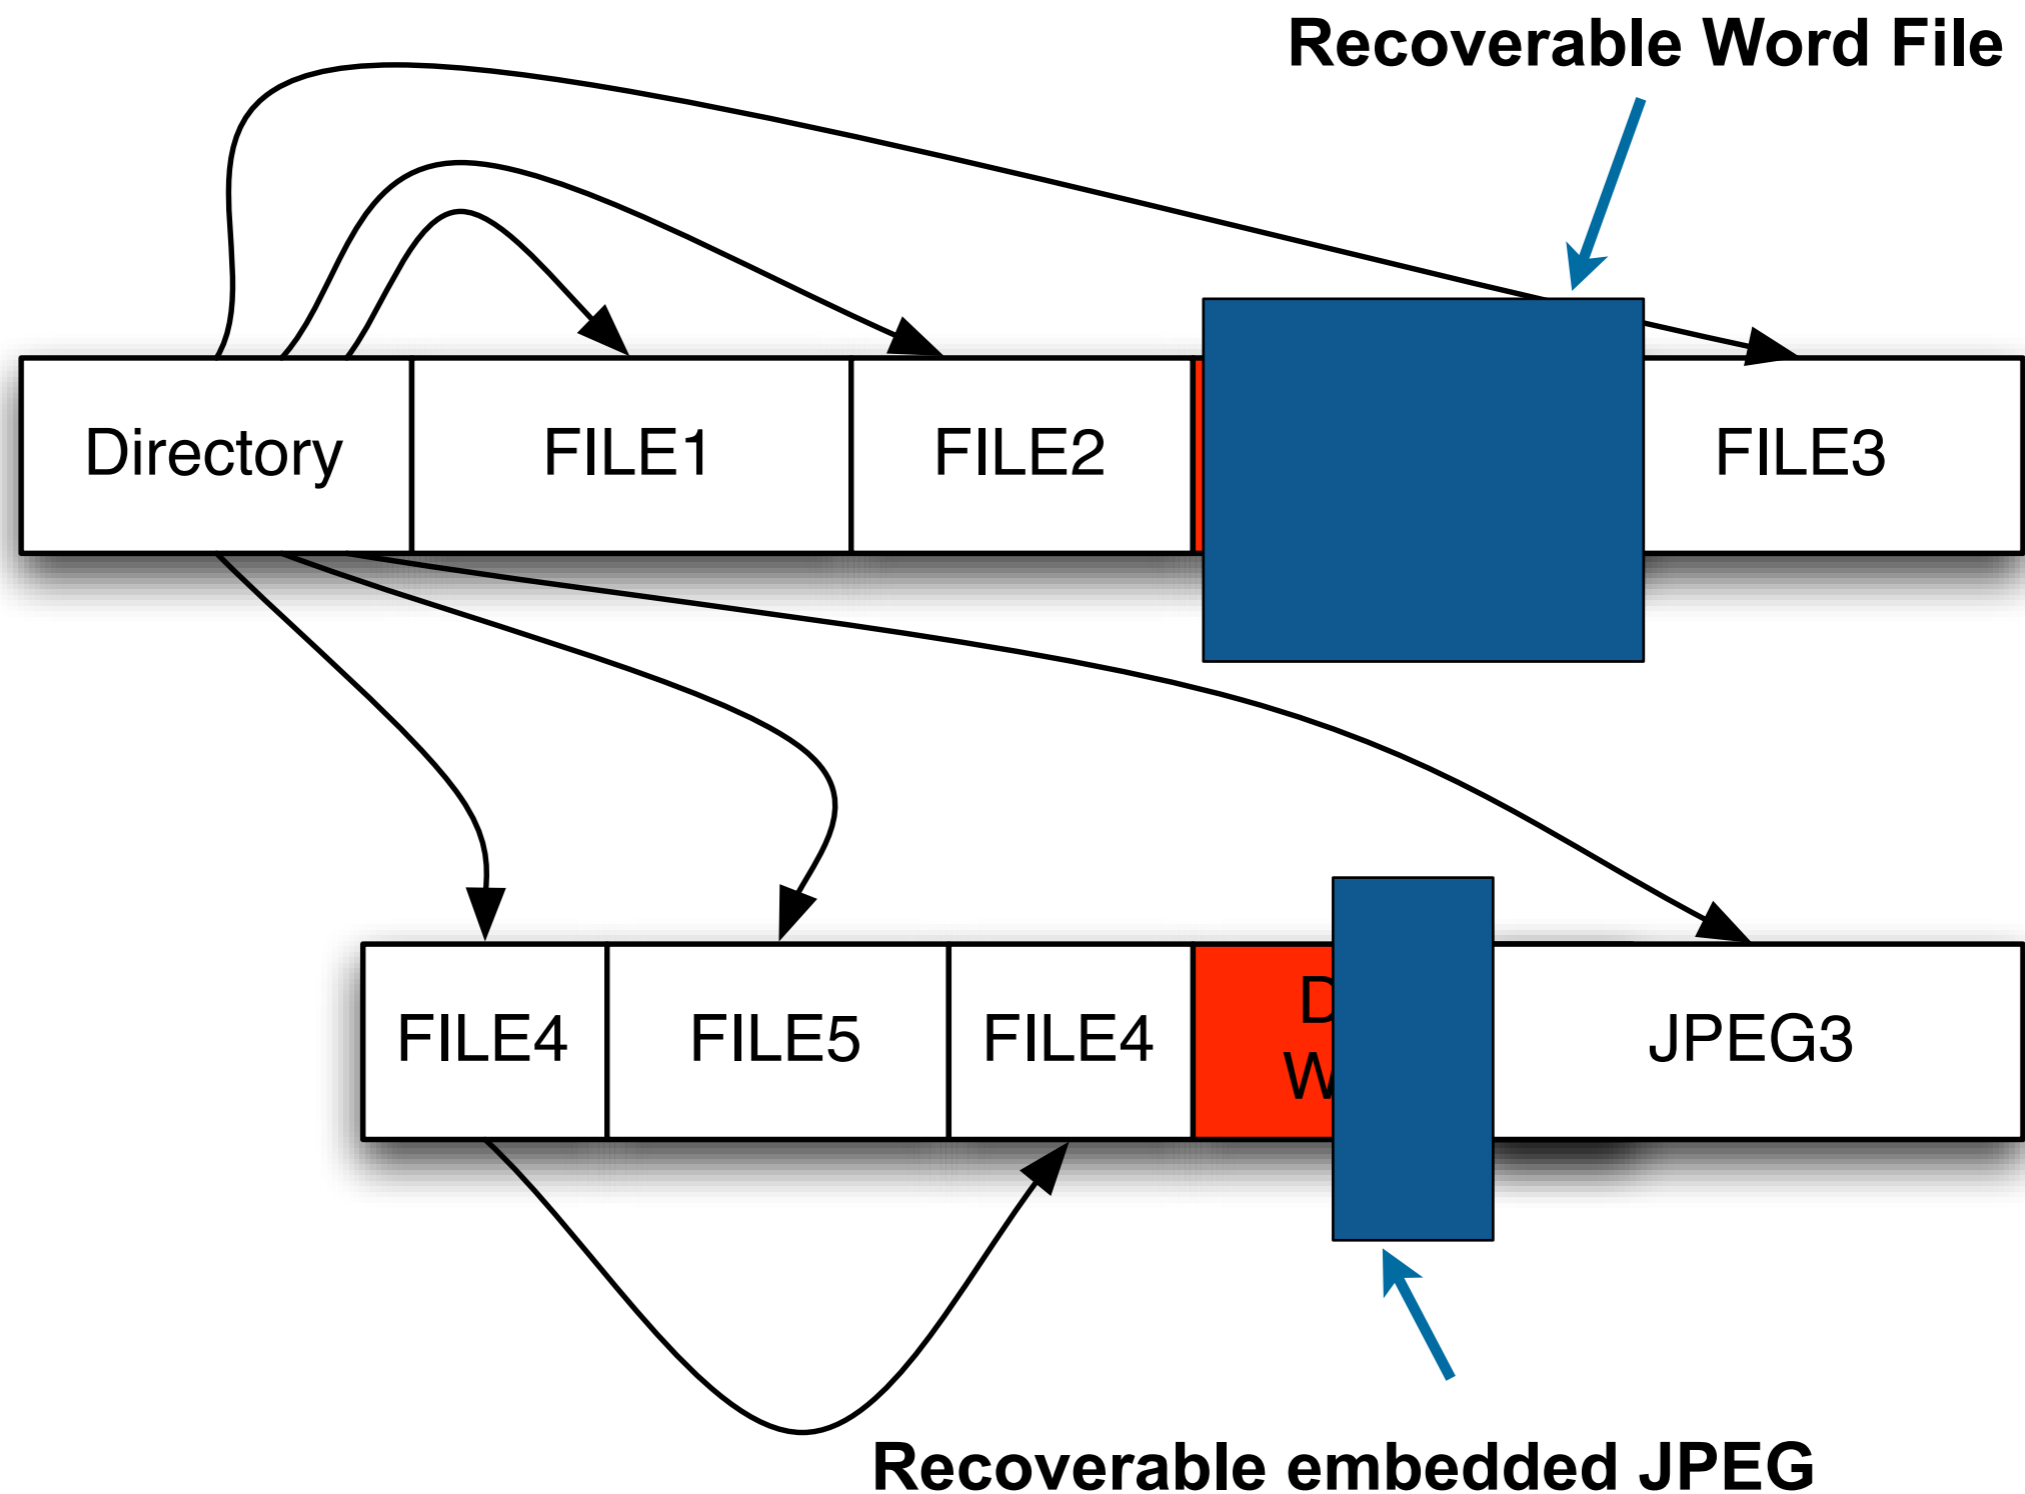 Recoverable Word File
Directory FILE1 FILE2 FILE3
FILE4 FILE5 FILE4 JPEG3
Recoverable embedded JPEG